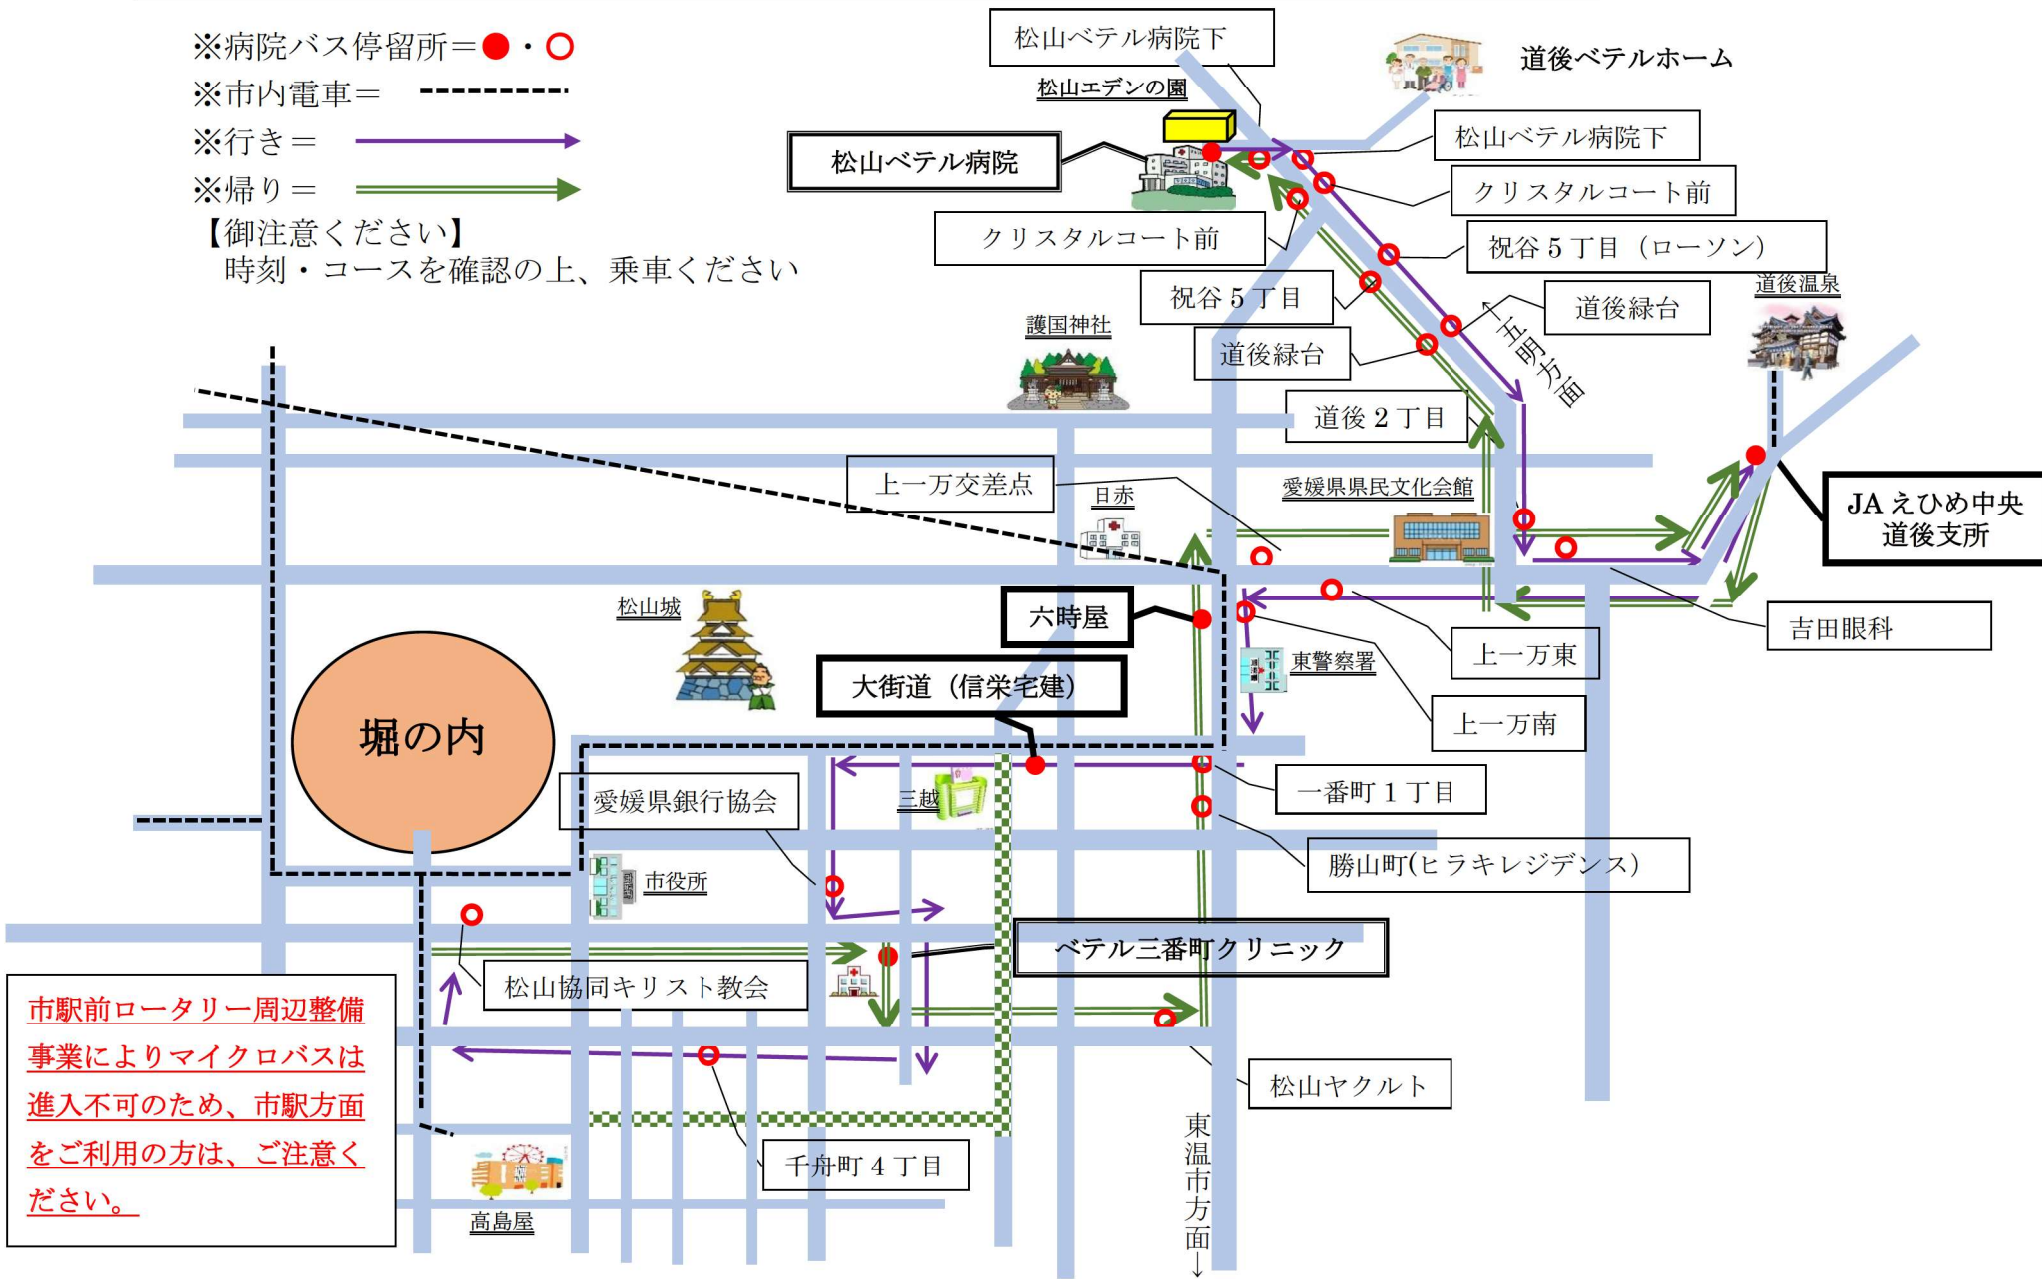 ※病院バス停留所＝●・○
※市内電車＝
※行き＝
※帰り＝
【御注意ください】
時刻・コースを確認の上、乗車ください
松山ベテル病院下
道後ベテルホーム
松山エデンの園
松山ベテル病院下
松山ベテル病院
クリスタルコート前
クリスタルコート前
祝谷5丁目（ローソン）
祝谷5丁目
道後温泉
道後緑台
↑五明方面
護国神社
道後緑台
道後2丁目
上一万交差点
日赤
愛媛県県民文化会館
JAえひめ中央
道後支所
松山城
六時屋
吉田眼科
東警察署
上一万東
大街道（信栄宅建）
上一万南
堀の内
愛媛県銀行協会
三越
一番町1丁目
市役所
勝山町(ヒラキレジデンス）
ベテル三番町クリニック
松山協同キリスト教会
市駅前ロータリー周辺整備
事業によりマイクロバスは
進入不可のため、市駅方面
をご利用の方は、ご注意く
ださい。
松山ヤクルト
千舟町4丁目
東温市方面↓
高島屋